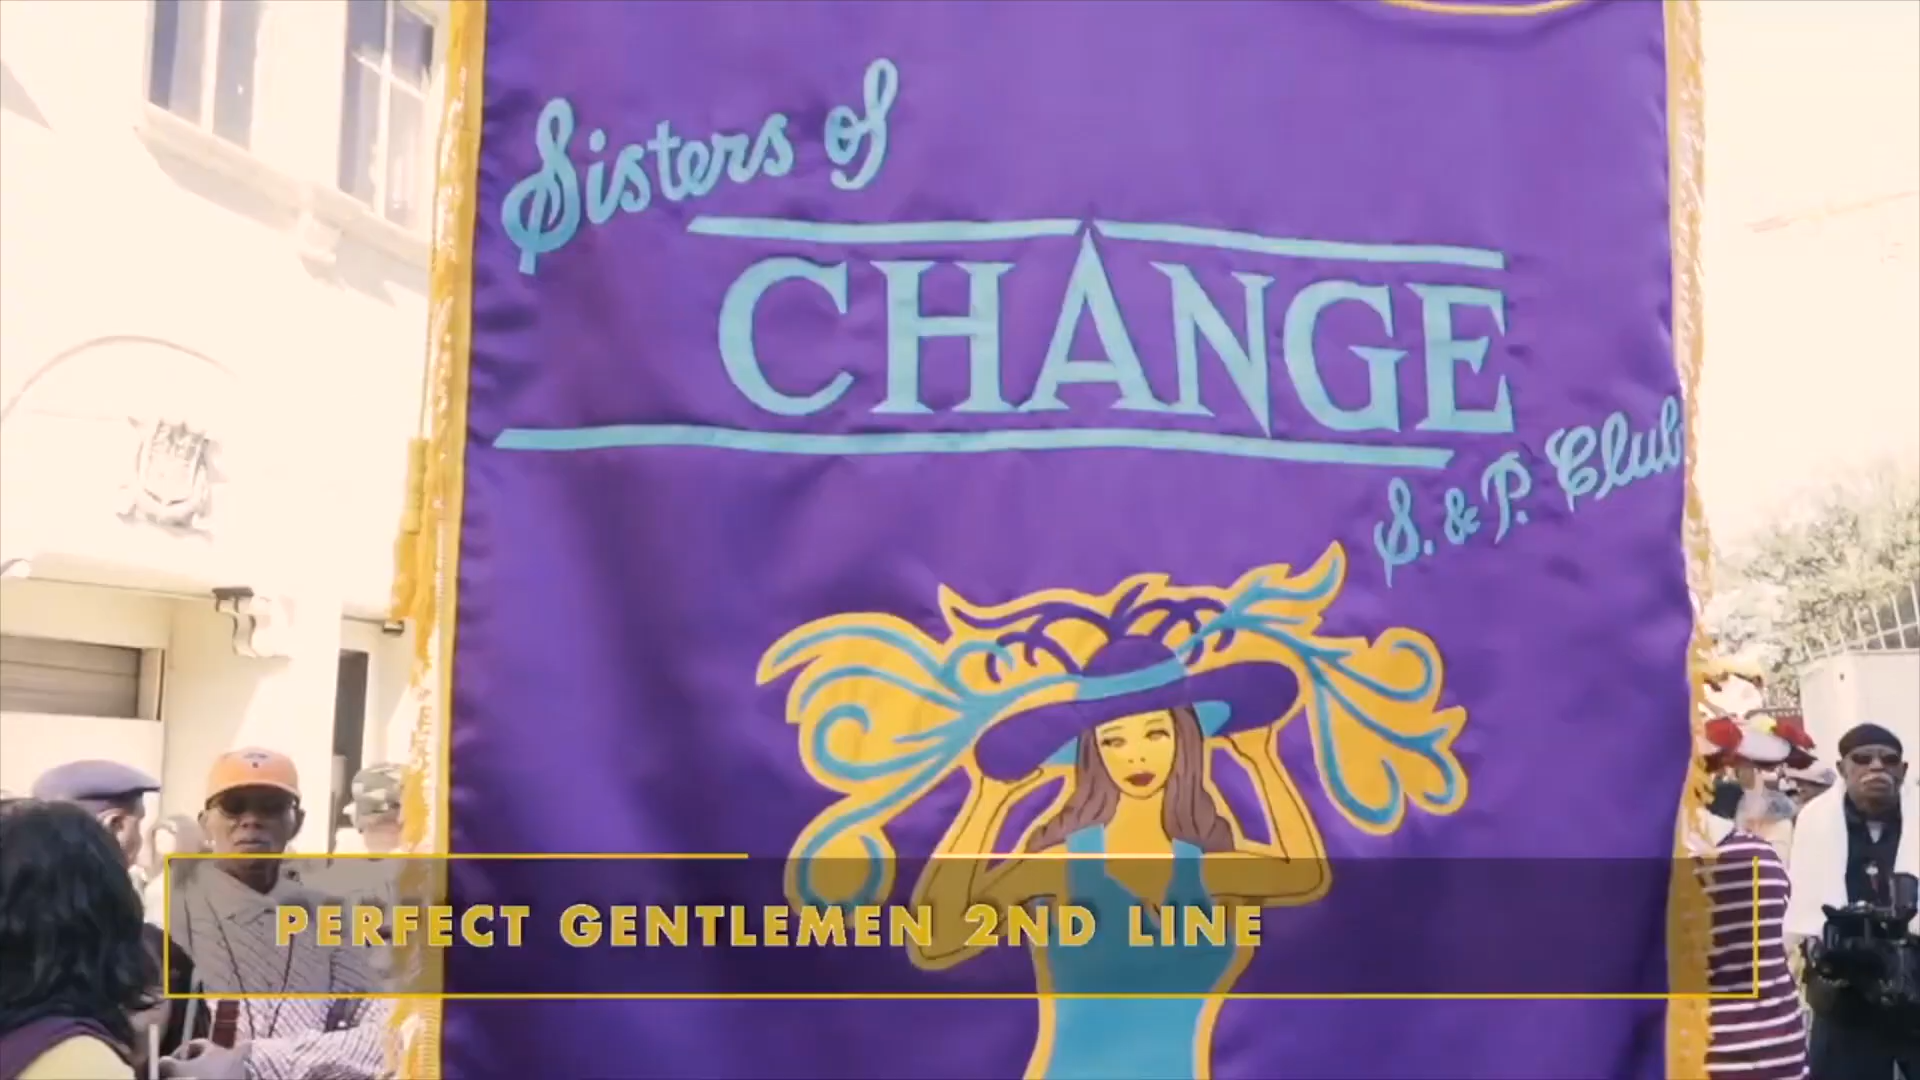 Sisters of
CHANGE
S. & P. Club
PERFECT GENTLEMEN 2ND LINE